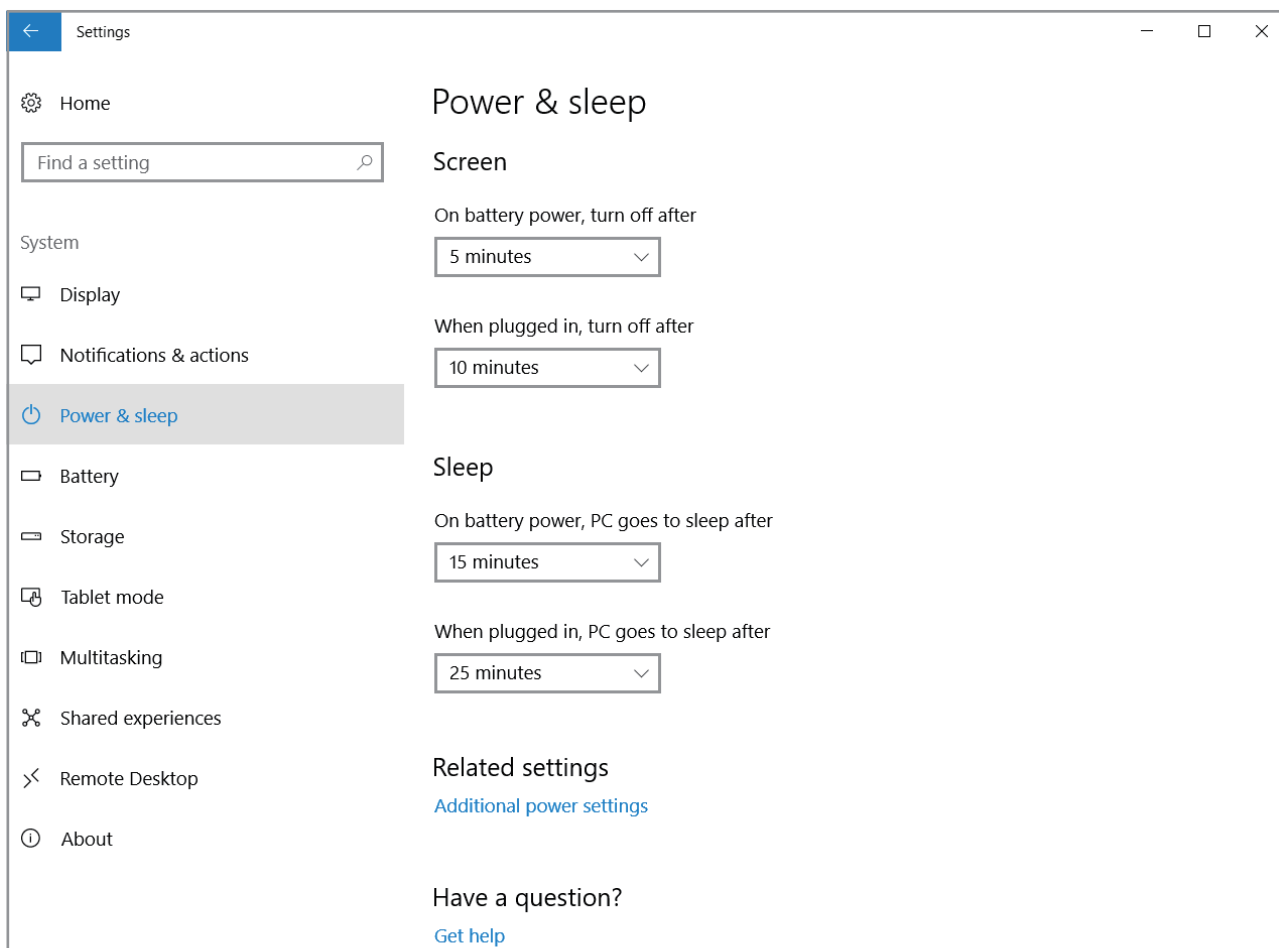 Settings
Home
Find a setting
System
Display
Notifications & actions
Power & sleep
Battery
Storage
Tablet mode
Multitasking
Shared experiences
Remote Desktop
About
Power & sleep
Screen
On battery power, turn off after
5 minutes
When plugged in, turn off after
10 minutes
Sleep
On battery power, PC goes to sleep after
15 minutes
When plugged in, PC goes to sleep after
25 minutes
Related settings
Additional power settings
Have a question?
Get help